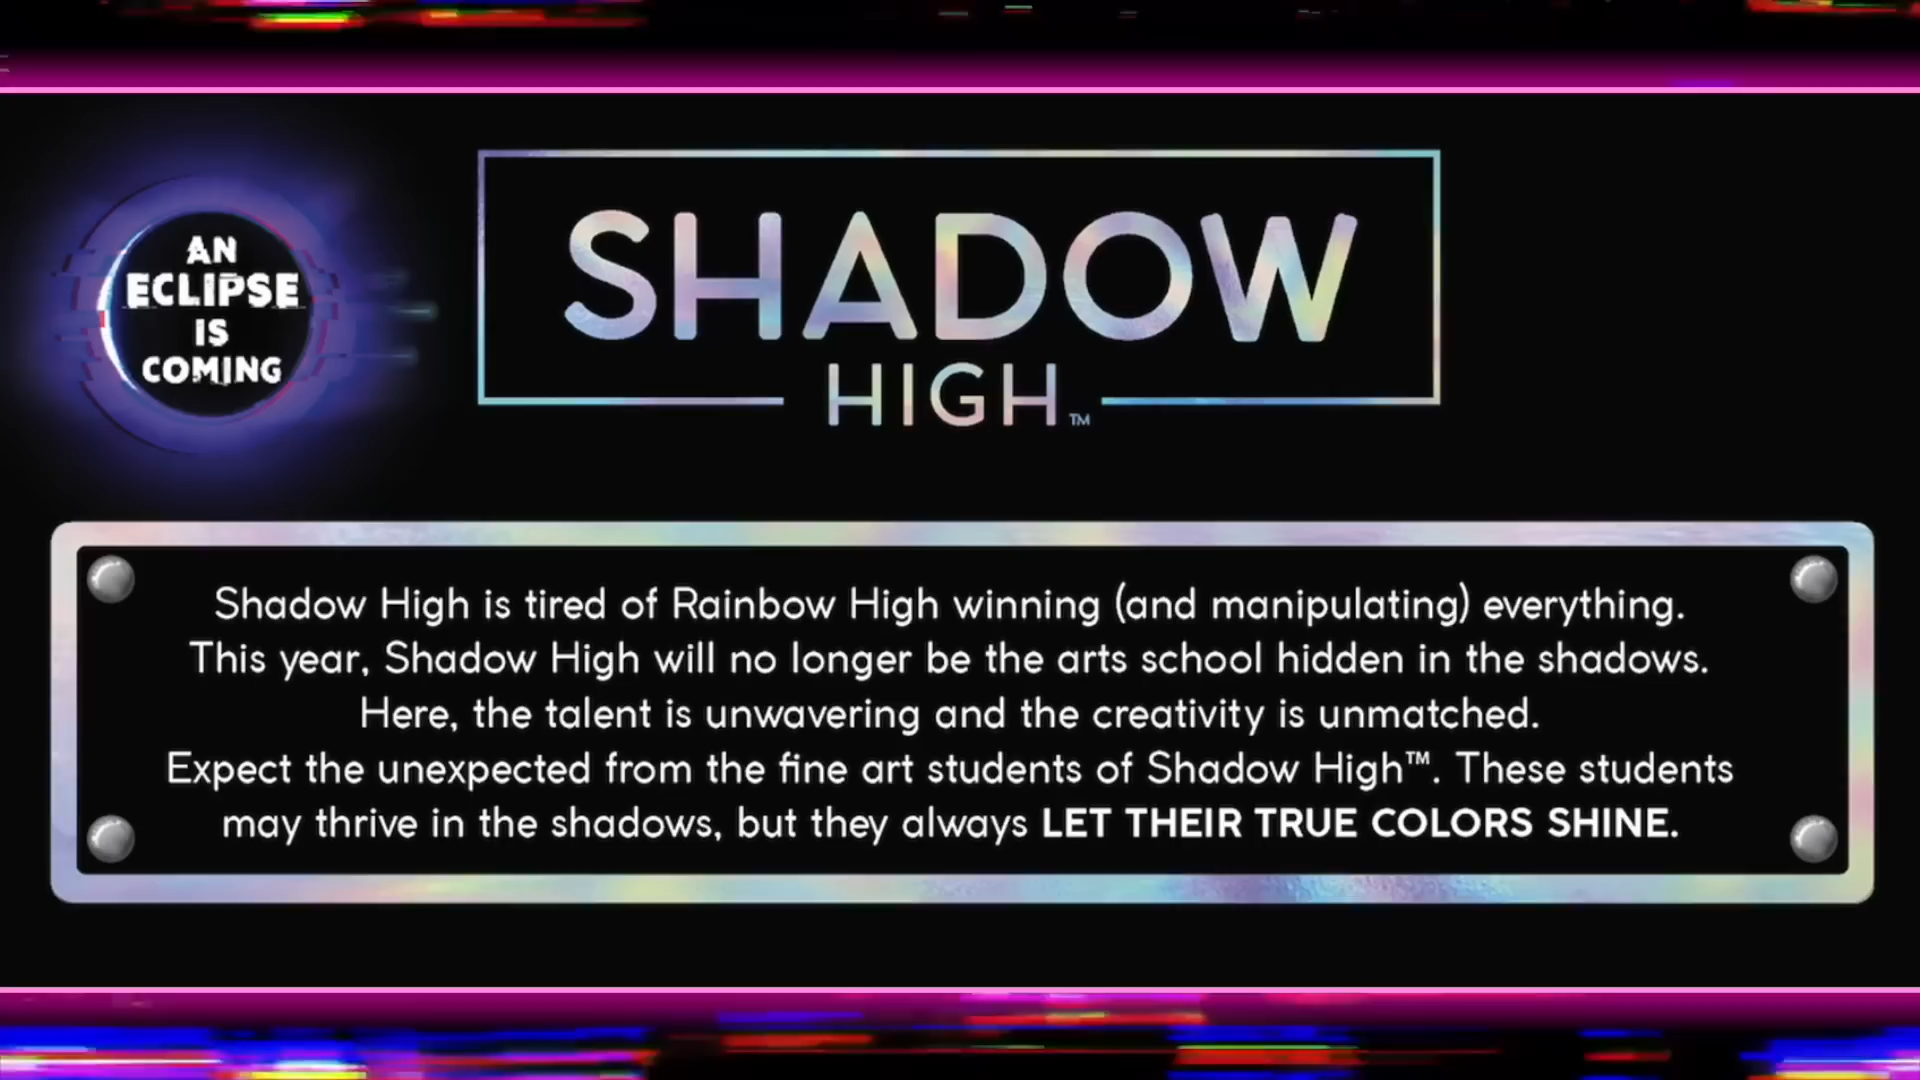 AN
ECLIPSE
IS
COMING
SHADOW
HIGH™
Shadow High is tired of Rainbow High winning (and manipulating) everything.
This year, Shadow High will no longer be the arts school hidden in the shadows.
Here, the talent is unwavering and the creativity is unmatched.
Expect the unexpected from the fine art students of Shadow High™. These students
may thrive in the shadows, but they always LET THEIR TRUE COLORS SHINE.